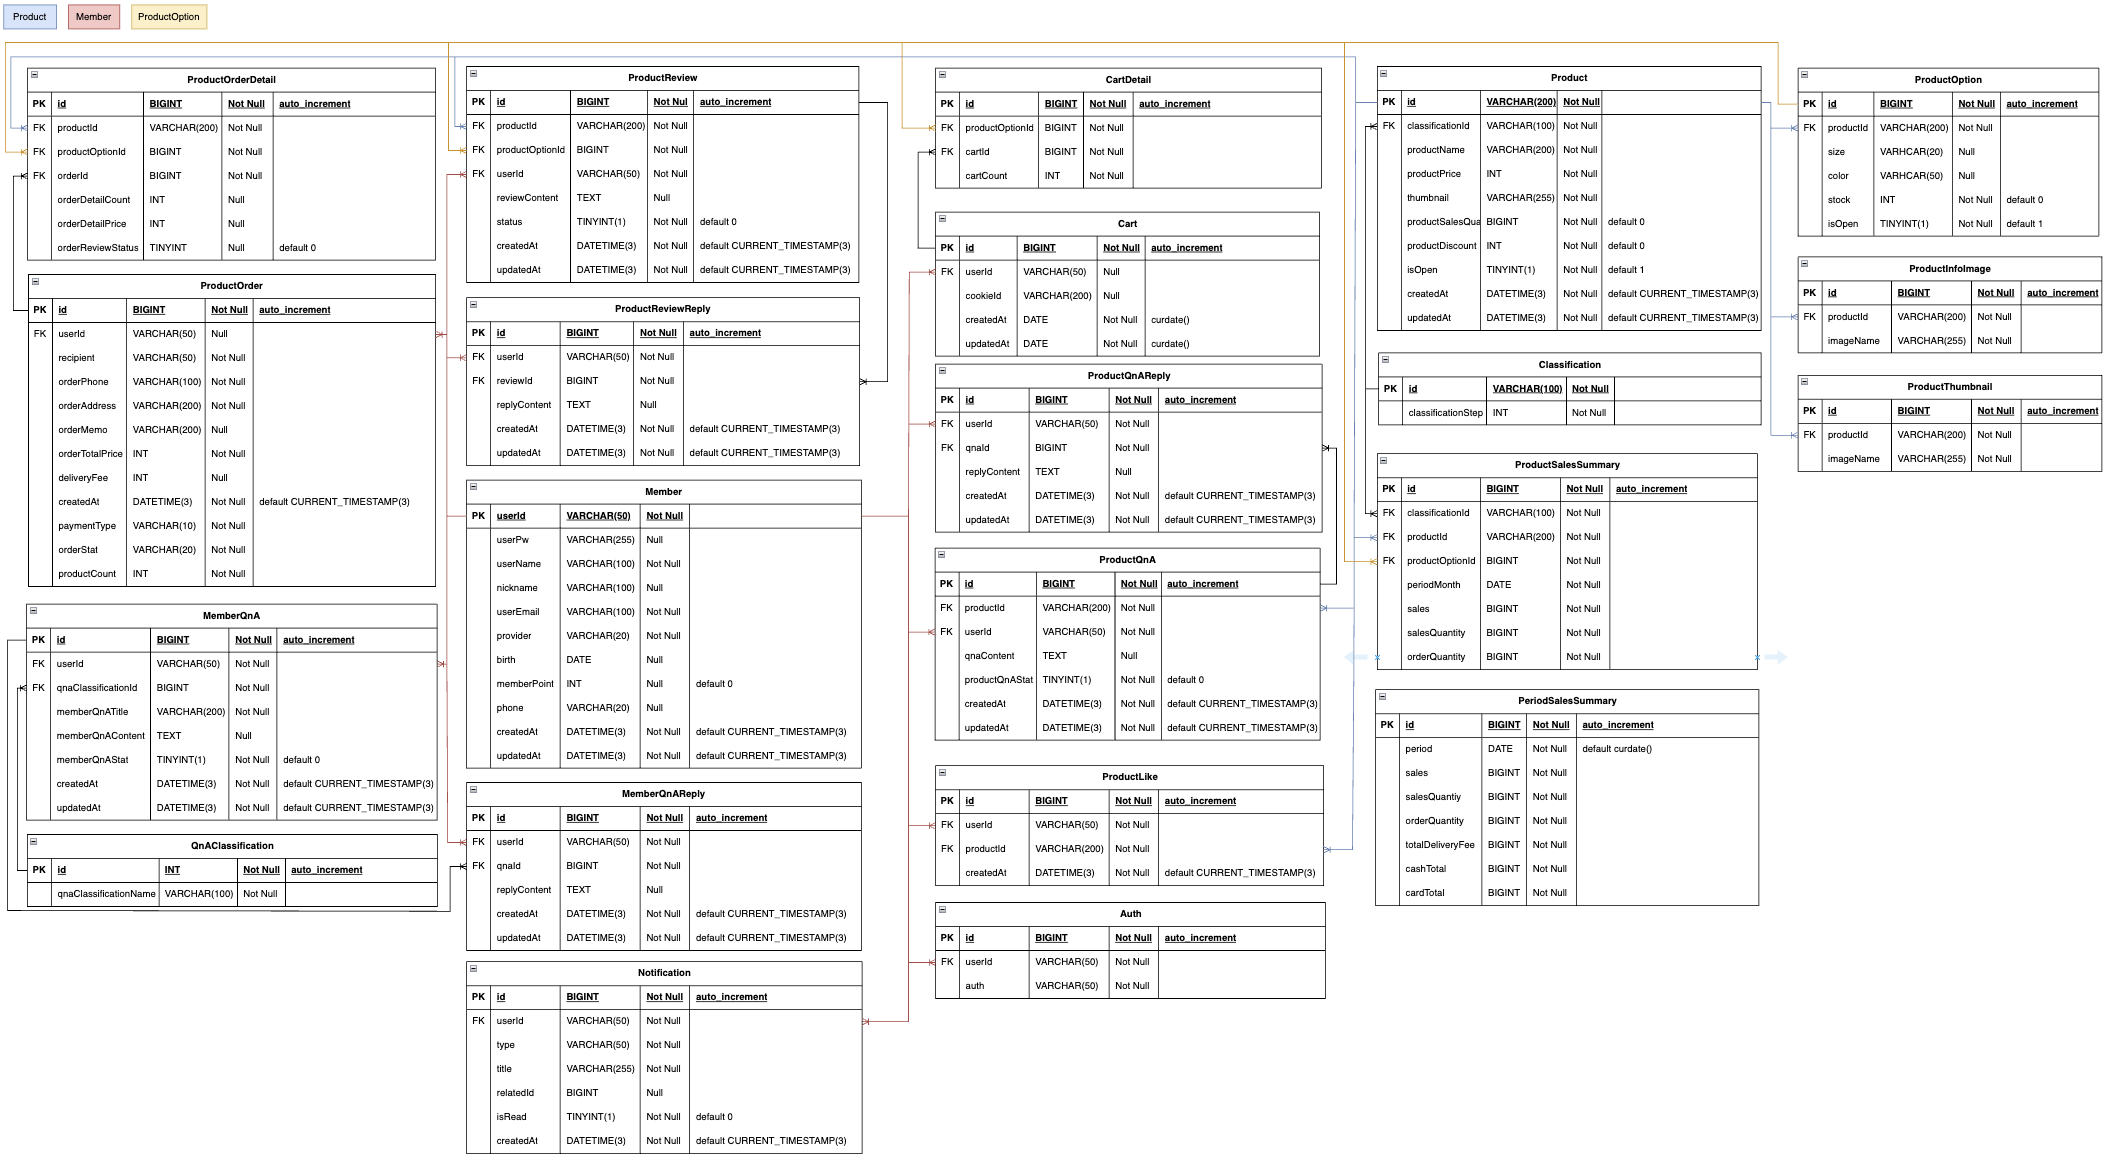 Product
Member
ProductOption
ProductOrderDetail
PK id BIGINT Not Null auto_increment
FK productId VARCHAR(200) Not Null
FK productOptionId BIGINT Not Null
FK orderId BIGINT Not Null
orderDetailCount INT Null
orderDetailPrice INT Null
orderReviewStatus TINYINT Null default 0
ProductOrder
PK id BIGINT Not Null auto_increment
FK userId VARCHAR(50) Null
recipient VARCHAR(50) Not Null
orderPhone VARCHAR(100) Not Null
orderAddress VARCHAR(200) Not Null
orderMemo VARCHAR(200) Null
orderTotalPrice INT Not Null
deliveryFee INT Null
createdAt DATETIME(3) Not Null default CURRENT_TIMESTAMP(3)
paymentType VARCHAR(10) Not Null
orderStat VARCHAR(20) Not Null
productCount INT Not Null
MemberQnA
PK id BIGINT Not Null auto_increment
FK userId VARCHAR(50) Not Null
FK qnaClassificationId BIGINT Not Null
memberQnATitle VARCHAR(200) Not Null
memberQnAContent TEXT Null
memberQnAStat TINYINT(1) Not Null default 0
createdAt DATETIME(3) Not Null default CURRENT_TIMESTAMP(3)
updatedAt DATETIME(3) Not Null default CURRENT_TIMESTAMP(3)
QnAClassification
PK id INT Not Null auto_increment
qnaClassificationName VARCHAR(100) Not Null
ProductReview
PK id BIGINT Not Nul auto_increment
FK productId VARCHAR(200) Not Null
FK productOptionId BIGINT Not Null
FK userId VARCHAR(50) Not Null
reviewContent TEXT Null
status TINYINT(1) Not Null default 0
createdAt DATETIME(3) Not Null default CURRENT_TIMESTAMP(3)
updatedAt DATETIME(3) Not Null default CURRENT_TIMESTAMP(3)
ProductReviewReply
PK id BIGINT Not Null auto_increment
FK userId VARCHAR(50) Not Null
FK reviewId BIGINT Not Null
replyContent TEXT Null
createdAt DATETIME(3) Not Null default CURRENT_TIMESTAMP(3)
updatedAt DATETIME(3) Not Null default CURRENT_TIMESTAMP(3)
Member
PK userId VARCHAR(50) Not Null
userPw VARCHAR(255) Null
userName VARCHAR(100) Not Null
nickname VARCHAR(100) Null
userEmail VARCHAR(100) Not Null
provider VARCHAR(20) Not Null
birth DATE Null
memberPoint INT Null default 0
phone VARCHAR(20) Null
createdAt DATETIME(3) Not Null default CURRENT_TIMESTAMP(3)
updatedAt DATETIME(3) Not Null default CURRENT_TIMESTAMP(3)
MemberQnAReply
PK id BIGINT Not Null auto_increment
FK userId VARCHAR(50) Not Null
FK qnaId BIGINT Not Null
replyContent TEXT Null
createdAt DATETIME(3) Not Null default CURRENT_TIMESTAMP(3)
updatedAt DATETIME(3) Not Null default CURRENT_TIMESTAMP(3)
Notification
PK id BIGINT Not Null auto_increment
FK userId VARCHAR(50) Not Null
type VARCHAR(50) Not Null
title VARCHAR(255) Not Null
relatedId BIGINT Null
isRead TINYINT(1) Not Null default 0
createdAt DATETIME(3) Not Null default CURRENT_TIMESTAMP(3)
CartDetail
PK id BIGINT Not Null auto_increment
FK productOptionId BIGINT Not Null
FK cartId BIGINT Not Null
cartCount INT Not Null
Cart
PK id BIGINT Not Null auto_increment
FK userId VARCHAR(50) Null
cookieId VARCHAR(200) Null
createdAt DATE Not Null curdate()
updatedAt DATE Not Null curdate()
ProductQnAReply
PK id BIGINT Not Null auto_increment
FK userId VARCHAR(50) Not Null
FK qnaId BIGINT Not Null
replyContent TEXT Null
createdAt DATETIME(3) Not Null default CURRENT_TIMESTAMP(3)
updatedAt DATETIME(3) Not Null default CURRENT_TIMESTAMP(3)
ProductQnA
PK id BIGINT Not Null auto_increment
FK productId VARCHAR(200) Not Null
FK userId VARCHAR(50) Not Null
qnaContent TEXT Null
productQnAStat TINYINT(1) Not Null default 0
createdAt DATETIME(3) Not Null default CURRENT_TIMESTAMP(3)
updatedAt DATETIME(3) Not Null default CURRENT_TIMESTAMP(3)
ProductLike
PK id BIGINT Not Null auto_increment
FK userId VARCHAR(50) Not Null
FK productId VARCHAR(200) Not Null
createdAt DATETIME(3) Not Null default CURRENT_TIMESTAMP(3)
Auth
PK id BIGINT Not Null auto_increment
FK userId VARCHAR(50) Not Null
auth VARCHAR(50) Not Null
Product
PK id VARCHAR(200) Not Null
FK classificationId VARCHAR(100) Not Null
productName VARCHAR(200) Not Null
productPrice INT Not Null
thumbnail VARCHAR(255) Not Null
productSalesQua BIGINT Not Null default 0
productDiscount INT Not Null default 0
isOpen TINYINT(1) Not Null default 1
createdAt DATETIME(3) Not Null default CURRENT_TIMESTAMP(3)
updatedAt DATETIME(3) Not Null default CURRENT_TIMESTAMP(3)
Classification
PK id VARCHAR(100) Not Null
classificationStep INT Not Null
ProductSalesSummary
PK id BIGINT Not Null auto_increment
FK classificationId VARCHAR(100) Not Null
FK productId VARCHAR(200) Not Null
FK productOptionId BIGINT Not Null
periodMonth DATE Not Null
sales BIGINT Not Null
salesQuantity BIGINT Not Null
orderQuantity BIGINT Not Null
PeriodSalesSummary
PK id BIGINT Not Null auto_increment
period DATE Not Null default curdate()
sales BIGINT Not Null
salesQuantiy BIGINT Not Null
orderQuantity BIGINT Not Null
totalDeliveryFee BIGINT Not Null
cashTotal BIGINT Not Null
cardTotal BIGINT Not Null
ProductOption
PK id BIGINT Not Null auto_increment
FK productId VARCHAR(200) Not Null
size VARHCAR(20) Null
color VARHCAR(50) Null
stock INT Not Null default 0
isOpen TINYINT(1) Not Null default 1
ProductInfoImage
PK id BIGINT Not Null auto_increment
FK productId VARCHAR(200) Not Null
imageName VARCHAR(255) Not Null
ProductThumbnail
PK id BIGINT Not Null auto_increment
FK productId VARCHAR(200) Not Null
imageName VARCHAR(255) Not Null